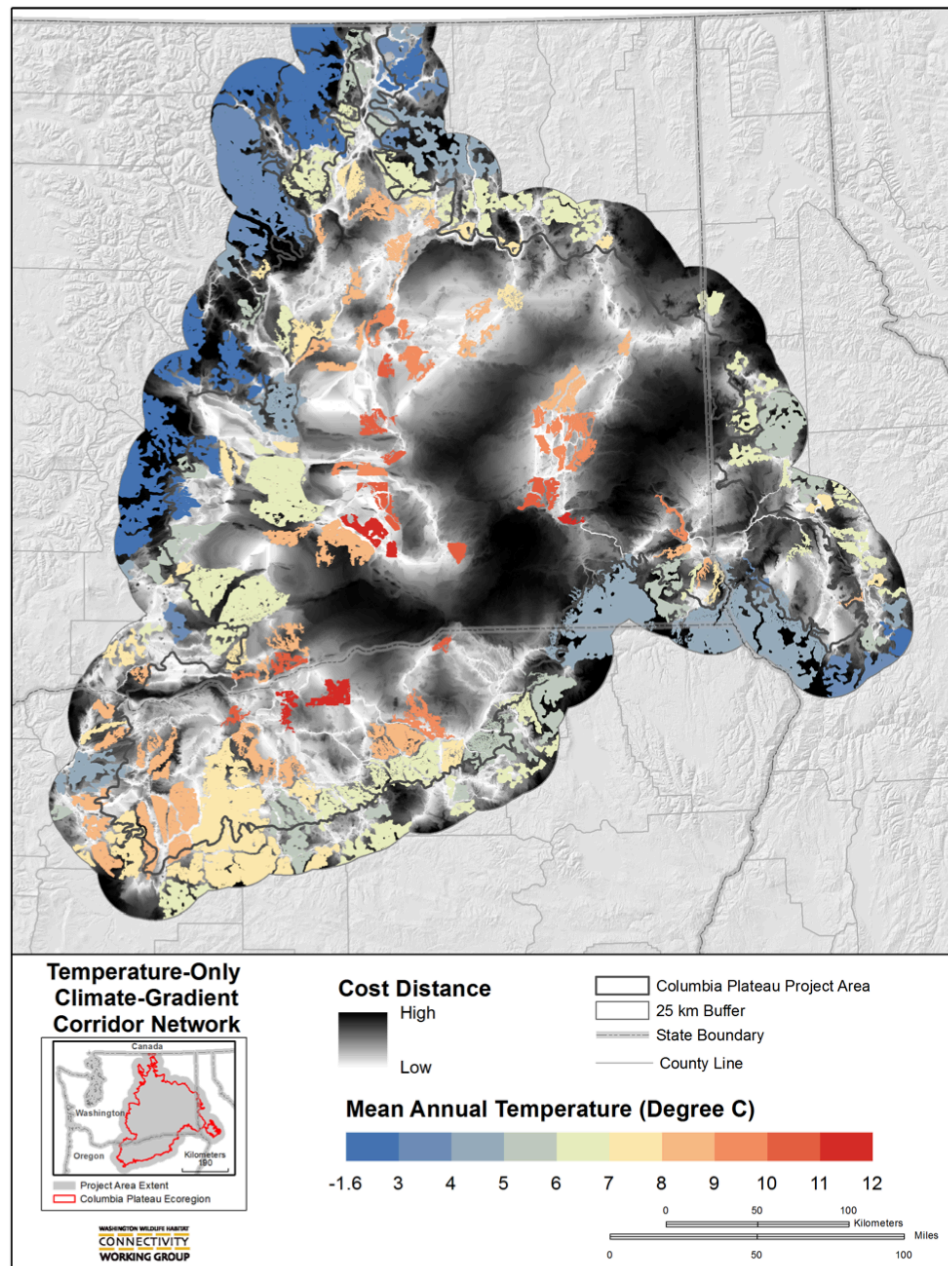 Temperature-Only
Climate-Gradient
Corridor Network
Canada
Washington
Oregon
Kilometers
190
Project Area Extent
Columbia Plateau Ecoregion
WASHINGTON WILDLIFE HABITAT
CONNECTIVITY
WORKING GROUP
Cost Distance
High
Low
Columbia Plateau Project Area
25 km Buffer
State Boundary
County Line
Mean Annual Temperature (Degree C)
-1.6 3 4 5 6 7 8 9 10 11 12
0 50 100
Kilometers
Miles
0 50 100